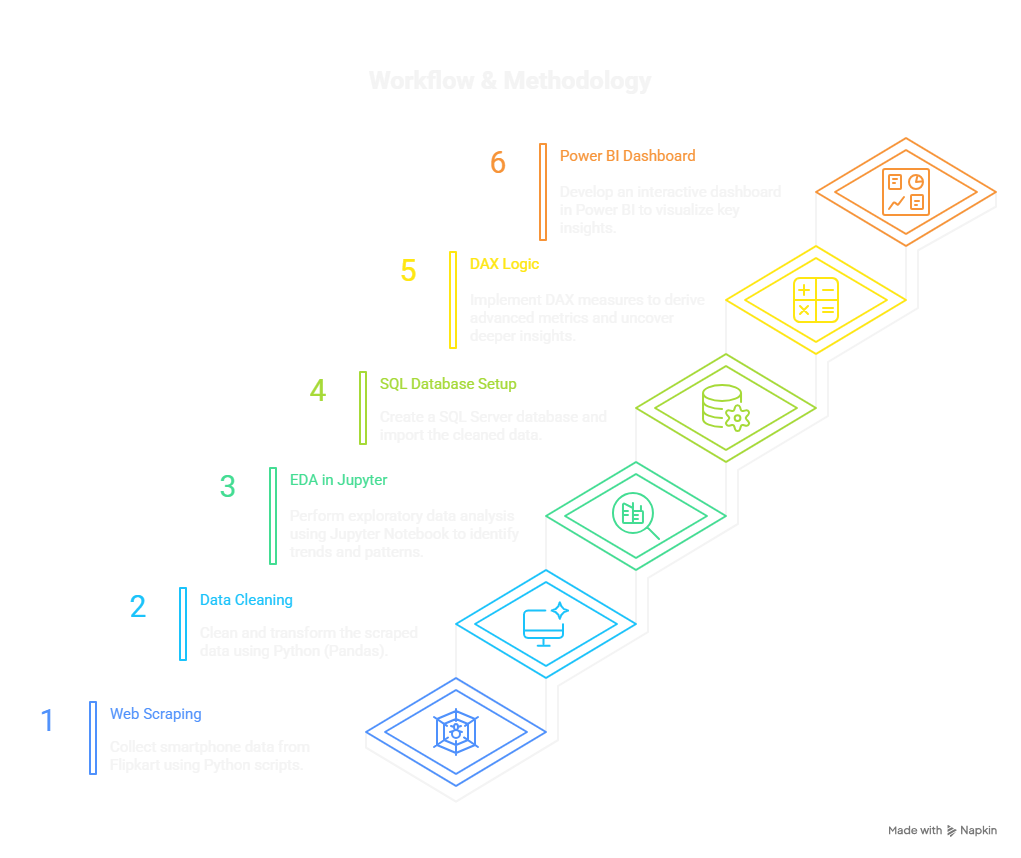 Workflow & Methodology
6
Power BI Dashboard
Develop an interactive dashboard
in Power BI to visualize key
insights.
5
DAX Logic
Implement DAX measures to derive
advanced metrics and uncover
deeper insights.
4
SQL Database Setup
Create a SQL Server database and
import the cleaned data.
3
EDA in Jupyter
Perform exploratory data analysis
using Jupyter Notebook to identify
trends and patterns.
2
Data Cleaning
Clean and transform the scraped
data using Python (Pandas).
1
Web Scraping
Collect smartphone data from
Flipkart using Python scripts.
Made with Napkin